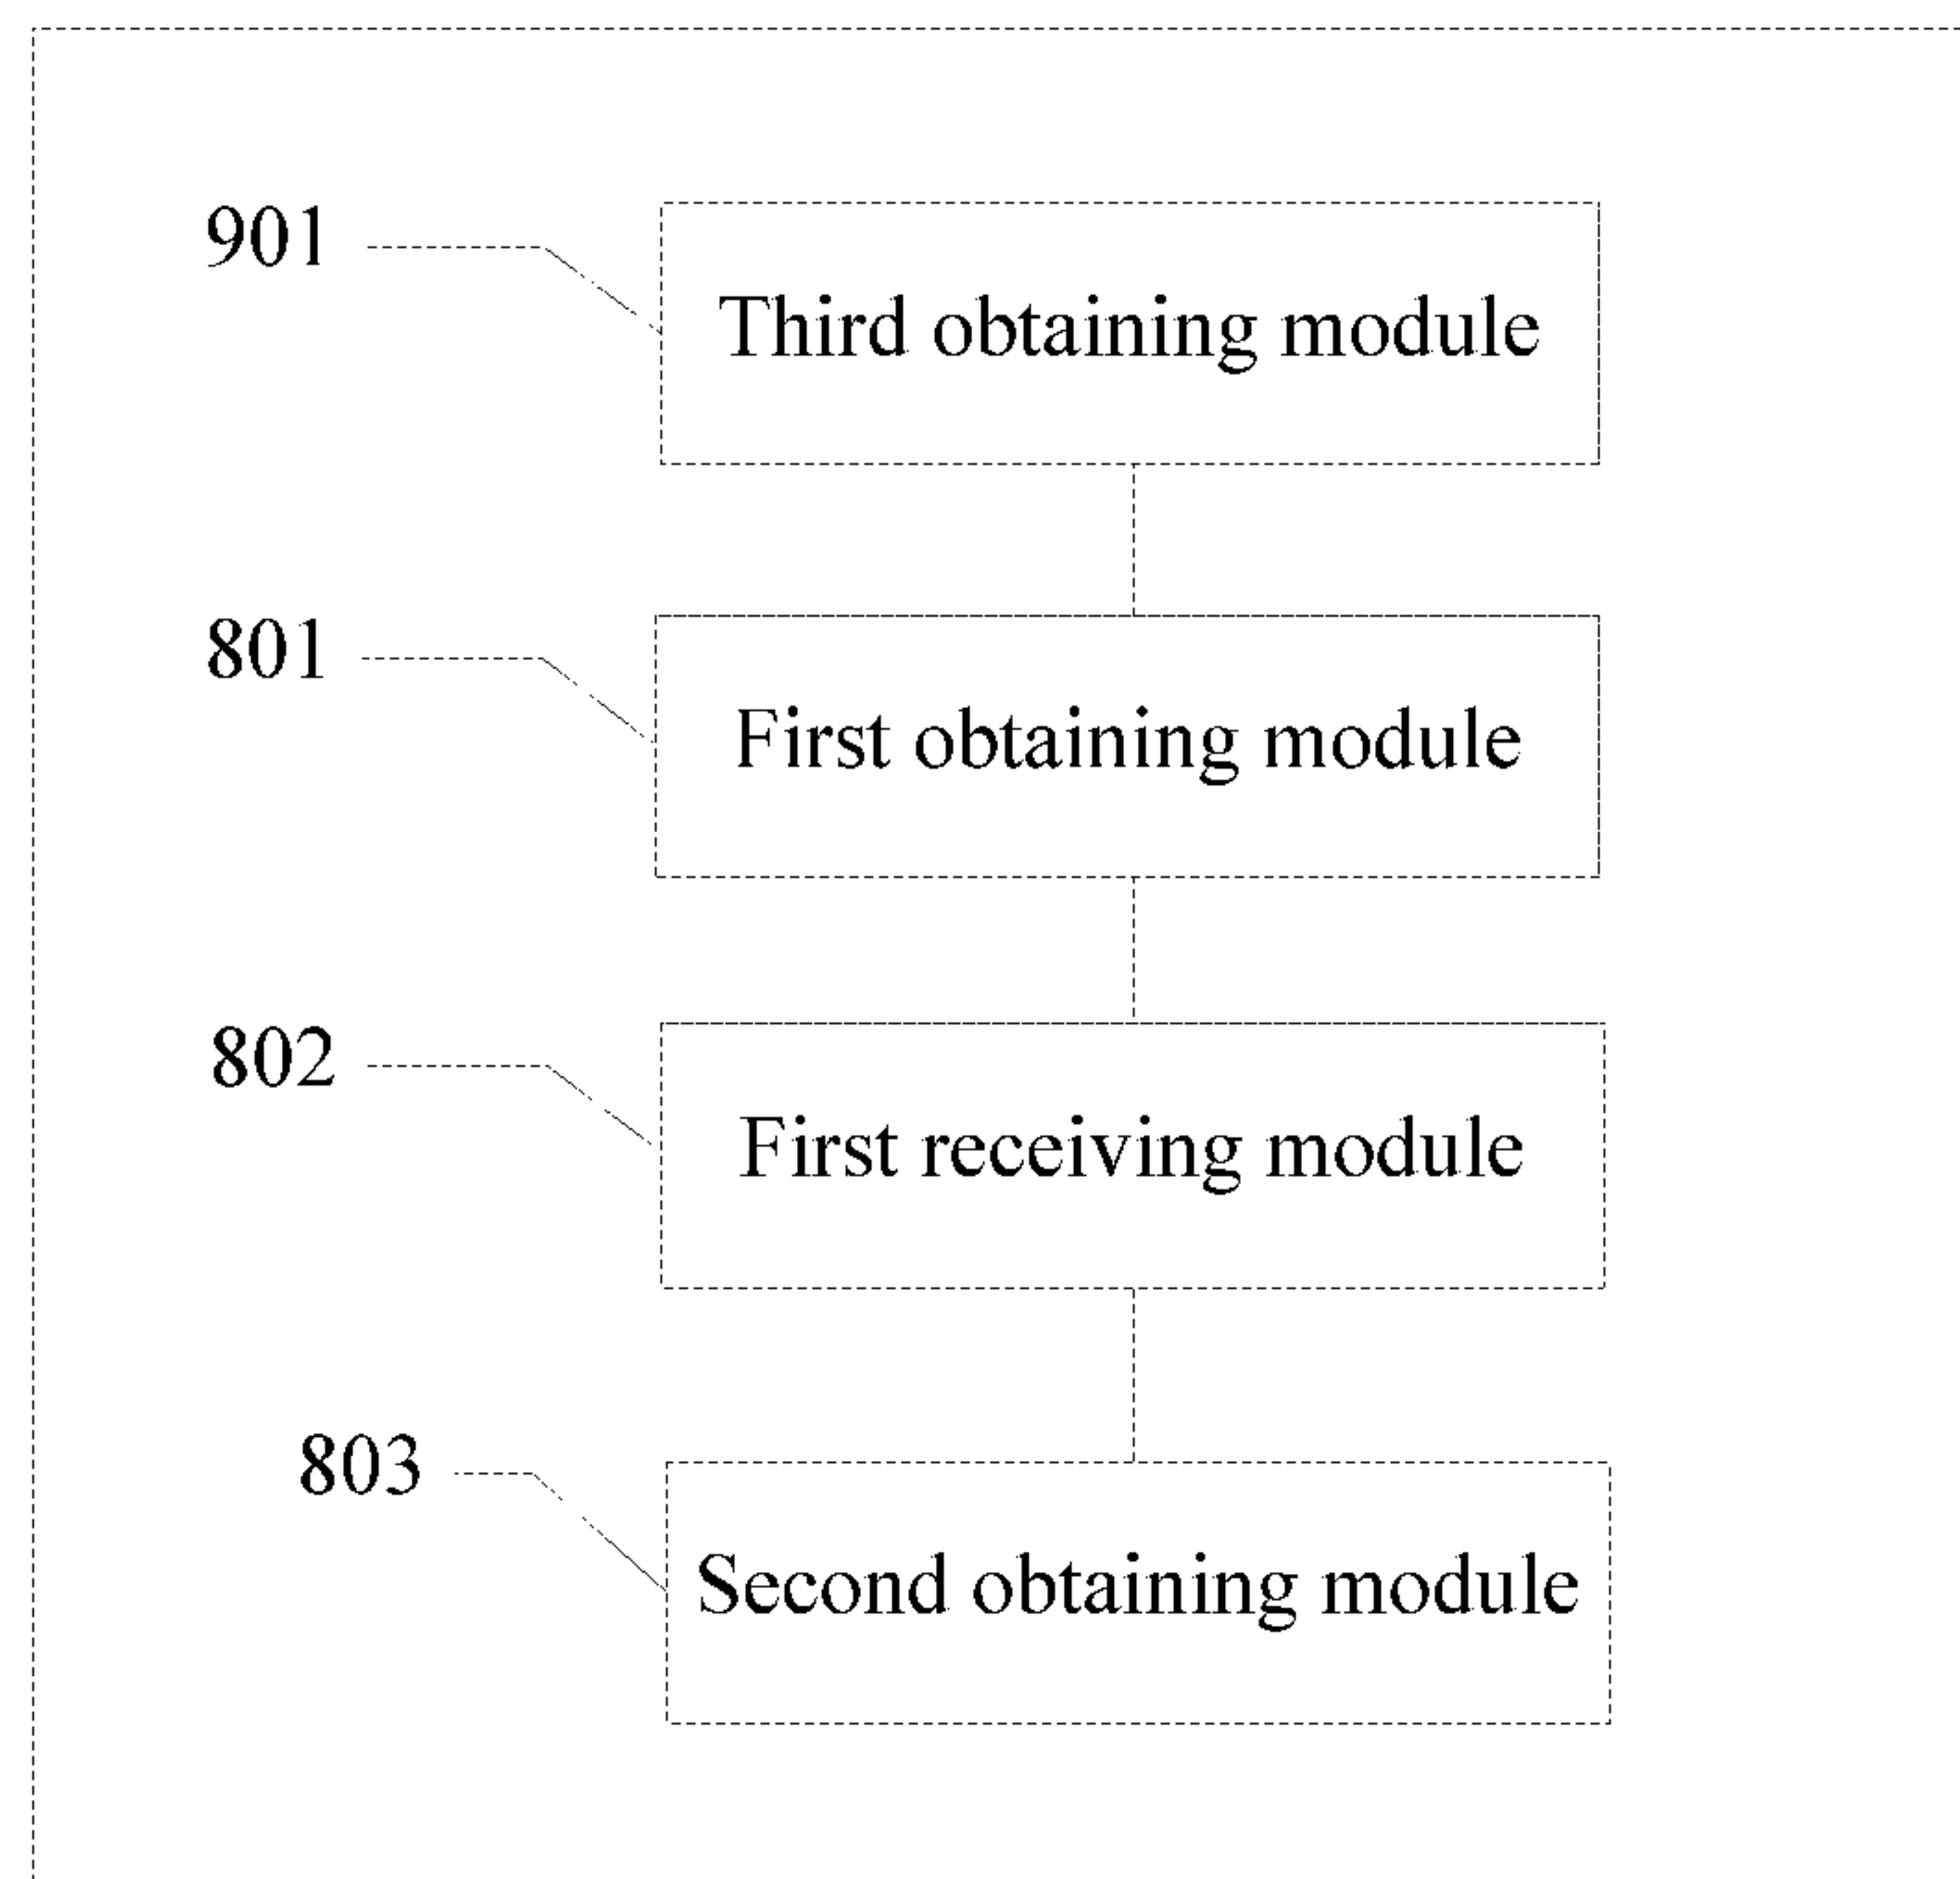 901
Third obtaining module
801
First obtaining module
802
First receiving module
803
Second obtaining module